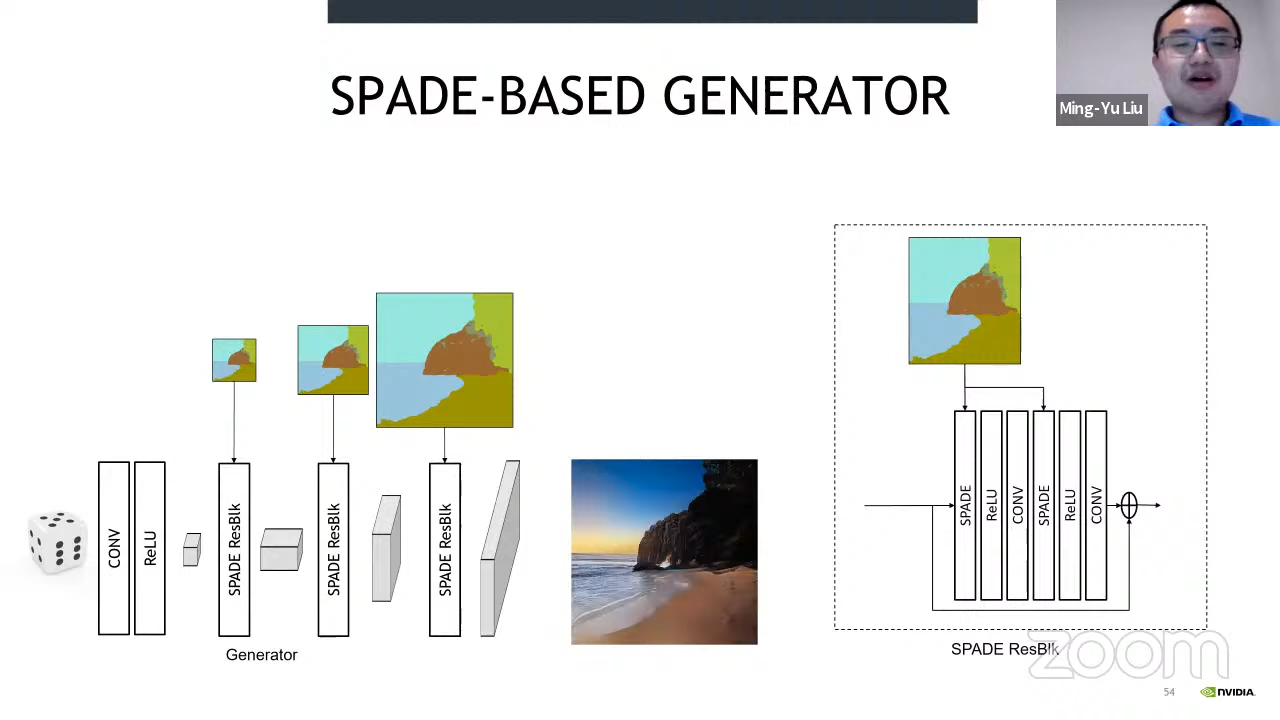 SPADE-BASED GENERATOR
Ming-Yu Liu
CONV
ReLU
SPADE ResBlk
SPADE ResBlk
SPADE ResBlk
Generator
SPADE
ReLU
CONV
SPADE
ReLU
CONV
SPADE ResBlk
zoom
54
NVIDIA.